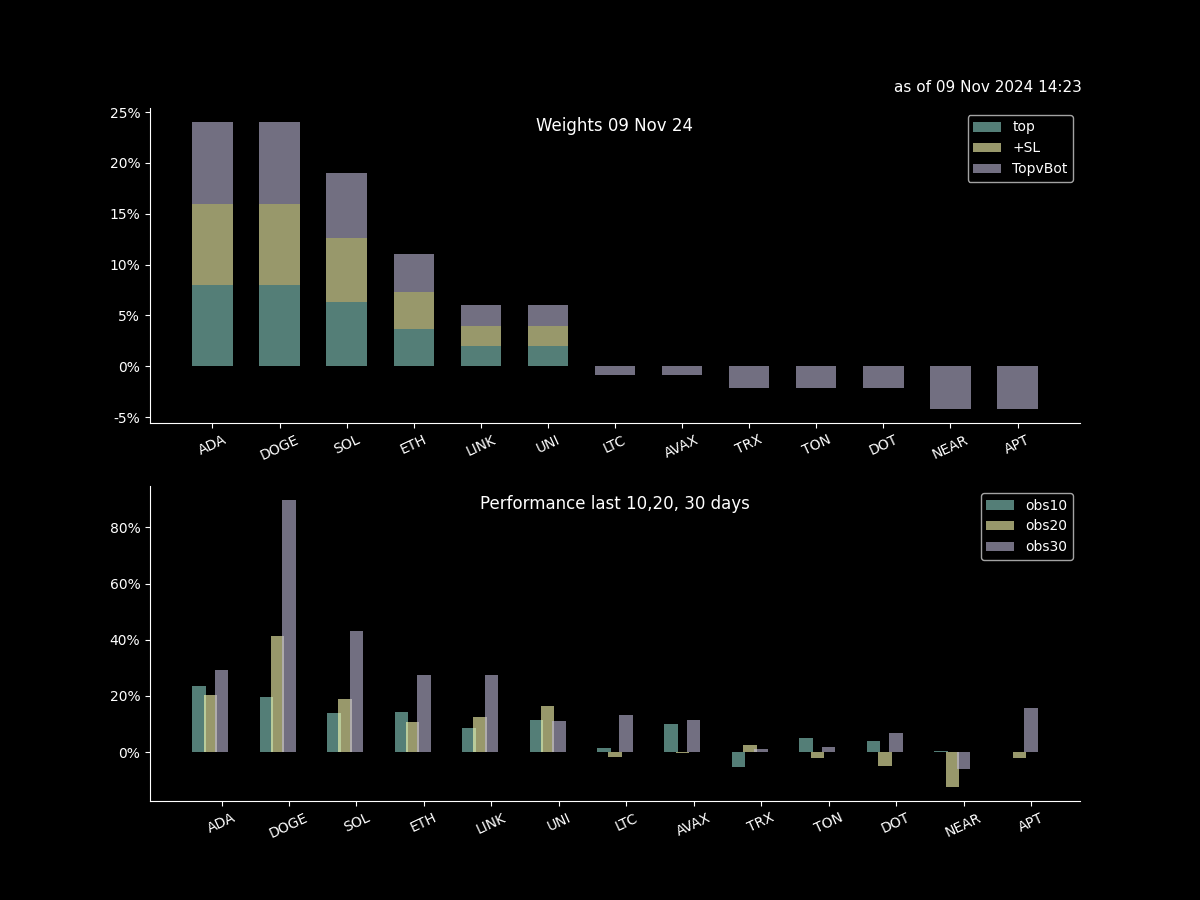 as of 09 Nov 2024 14:23
Weights 09 Nov 24
top
+SL
TopvBot
25%
20%
15%
10%
5%
0%
-5%
ADA DOGE SOL ETH LINK UNI LTC AVAX TRX TON DOT NEAR APT
Performance last 10,20, 30 days
obs10
obs20
obs30
80%
60%
40%
20%
0%
ADA DOGE SOL ETH LINK UNI LTC AVAX TRX TON DOT NEAR APT